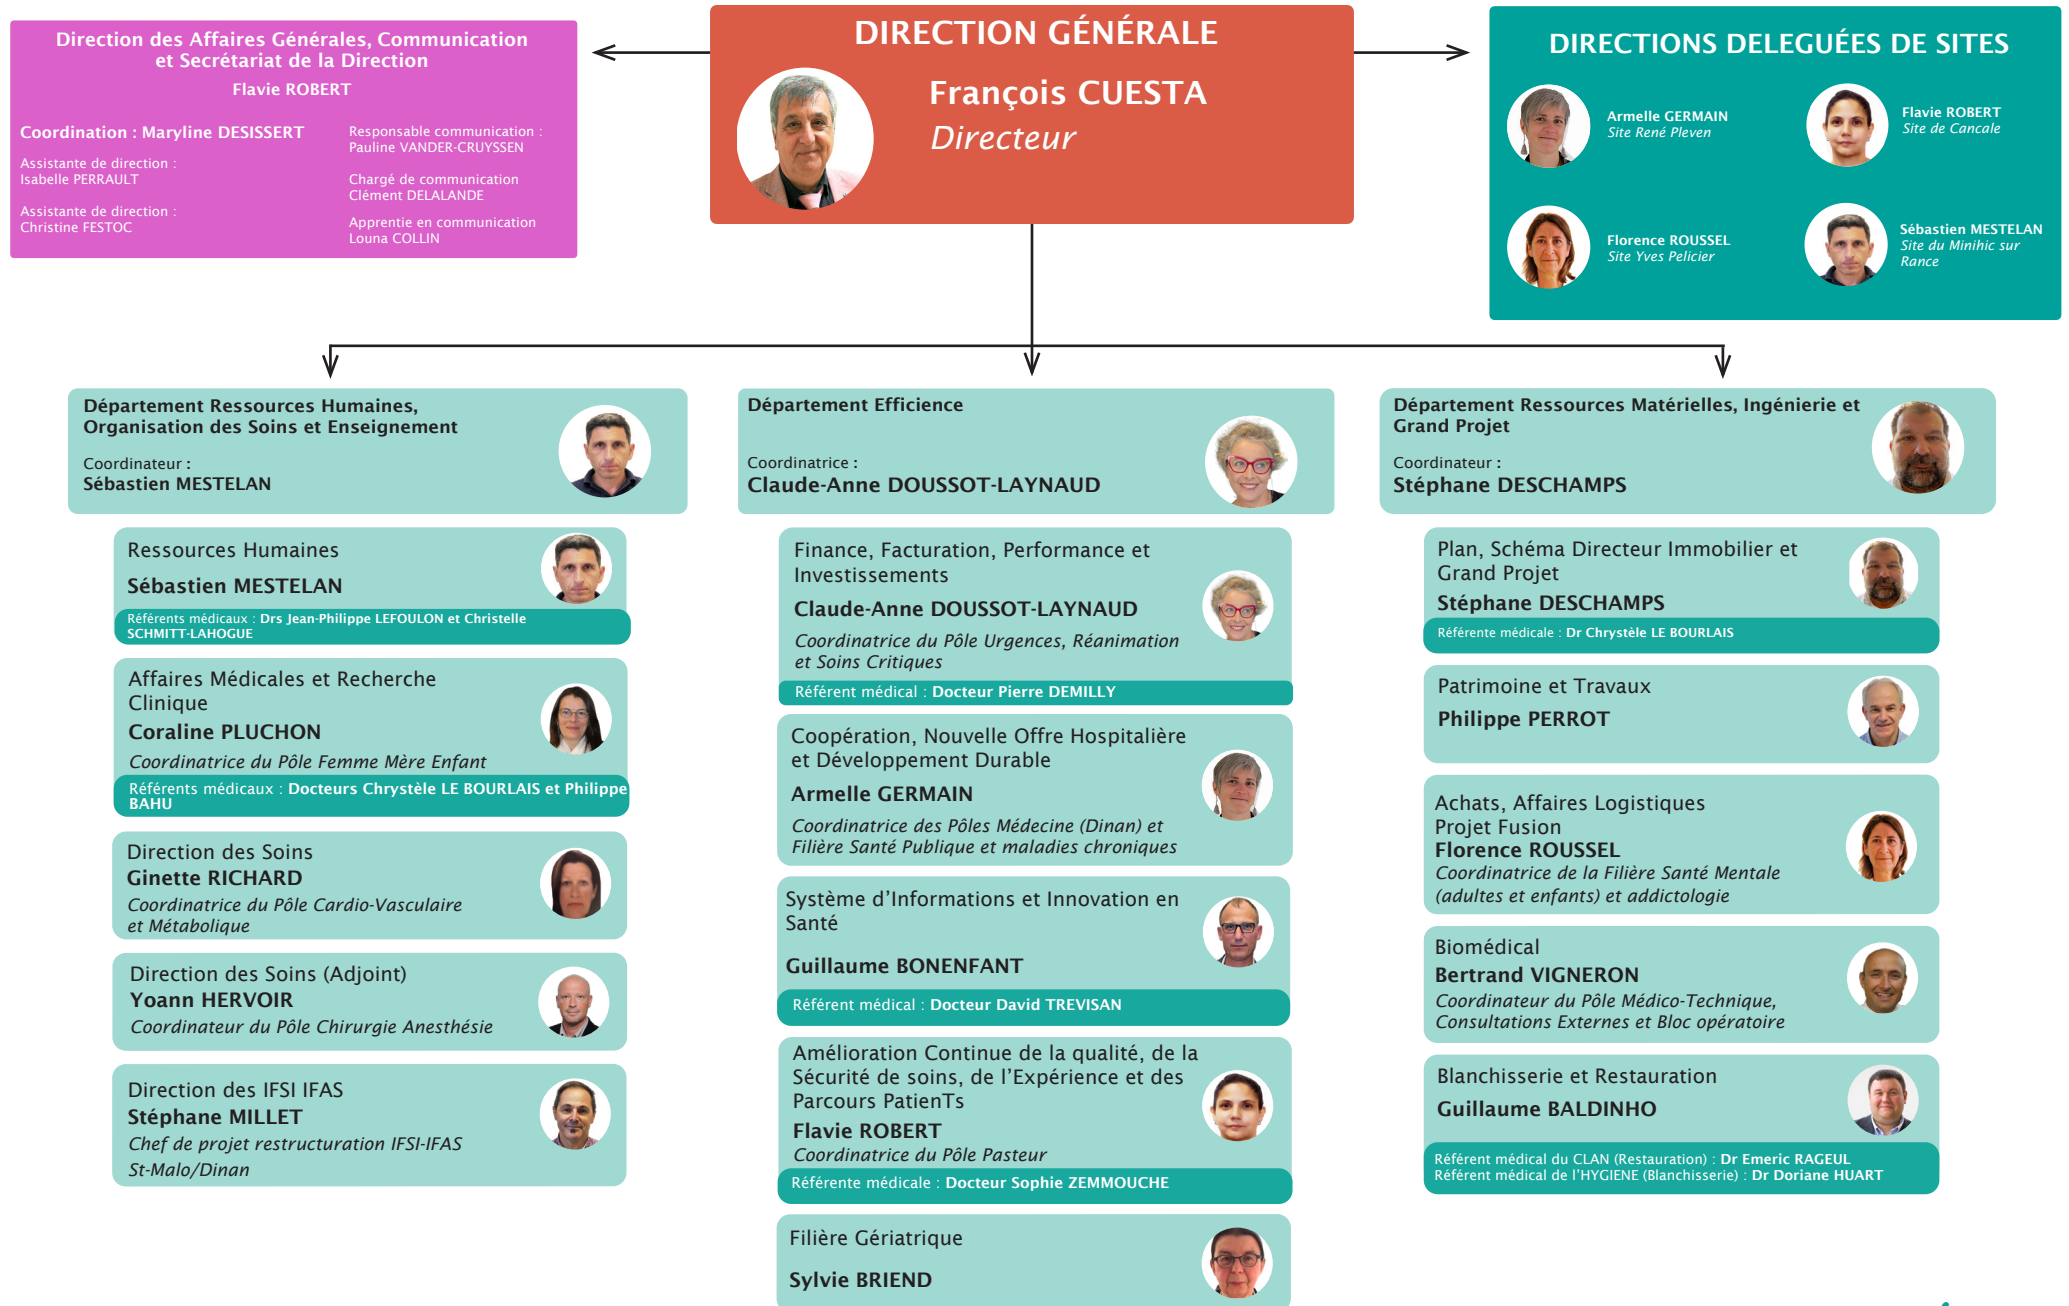 Direction des Affaires Générales, Communication
et Secrétariat de la Direction
Flavie ROBERT
Coordination : Maryline DESISSERT
Assistante de direction :
Isabelle PERRAULT
Assistante de direction :
Christine FESTOC
Responsable communication :
Pauline VANDER-CRUYSSEN
Chargé de communication
Clément DELALANDE
Apprentie en communication
Louna COLLIN
DIRECTION GÉNÉRALE
François CUESTA
Directeur
DIRECTIONS DELEGUÉES DE SITES
Armelle GERMAIN
Site René Pleven
Flavie ROBERT
Site de Cancale
Florence ROUSSEL
Site Yves Pelicier
Sébastien MESTELAN
Site du Minihic sur
Rance
Département Ressources Humaines,
Organisation des Soins et Enseignement
Coordinateur :
Sébastien MESTELAN
Ressources Humaines
Sébastien MESTELAN
Référents médicaux : Drs Jean-Philippe LEFOULON et Christelle
SCHMITT-LAHOGUE
Affaires Médicales et Recherche
Clinique
Coraline PLUCHON
Coordinatrice du Pôle Femme Mère Enfant
Référents médicaux : Docteurs Chrystèle LE BOURLAIS et Philippe
BAHU
Direction des Soins
Ginette RICHARD
Coordinatrice du Pôle Cardio-Vasculaire
et Métabolique
Direction des Soins (Adjoint)
Yoann HERVOIR
Coordinateur du Pôle Chirurgie Anesthésie
Direction des IFSI IFAS
Stéphane MILLET
Chef de projet restructuration IFSI-IFAS
St-Malo/Dinan
Département Efficience
Coordinatrice :
Claude-Anne DOUSSOT-LAYNAUD
Finance, Facturation, Performance et
Investissements
Claude-Anne DOUSSOT-LAYNAUD
Coordinatrice du Pôle Urgences, Réanimation
et Soins Critiques
Référent médical : Docteur Pierre DEMILLY
Coopération, Nouvelle Offre Hospitalière
et Développement Durable
Armelle GERMAIN
Coordinatrice des Pôles Médecine (Dinan) et
Filière Santé Publique et maladies chroniques
Système d’Informations et Innovation en
Santé
Guillaume BONENFANT
Référent médical : Docteur David TREVISAN
Amélioration Continue de la qualité, de la
Sécurité de soins, de l’Expérience et des
Parcours PatienTs
Flavie ROBERT
Coordinatrice du Pôle Pasteur
Référente médicale : Docteur Sophie ZEMMOUCHE
Filière Gériatrique
Sylvie BRIEND
Département Ressources Matérielles, Ingénierie et
Grand Projet
Coordinateur :
Stéphane DESCHAMPS
Plan, Schéma Directeur Immobilier et
Grand Projet
Stéphane DESCHAMPS
Référente médicale : Dr Chrystèle LE BOURLAIS
Patrimoine et Travaux
Philippe PERROT
Achats, Affaires Logistiques
Projet Fusion
Florence ROUSSEL
Coordinatrice de la Filière Santé Mentale
(adultes et enfants) et addictologie
Biomédical
Bertrand VIGNERON
Coordinateur du Pôle Médico-Technique,
Consultations Externes et Bloc opératoire
Blanchisserie et Restauration
Guillaume BALDINHO
Référent médical du CLAN (Restauration) : Dr Emeric RAGEUL
Référent médical de l’HYGIENE (Blanchisserie) : Dr Doriane HUART